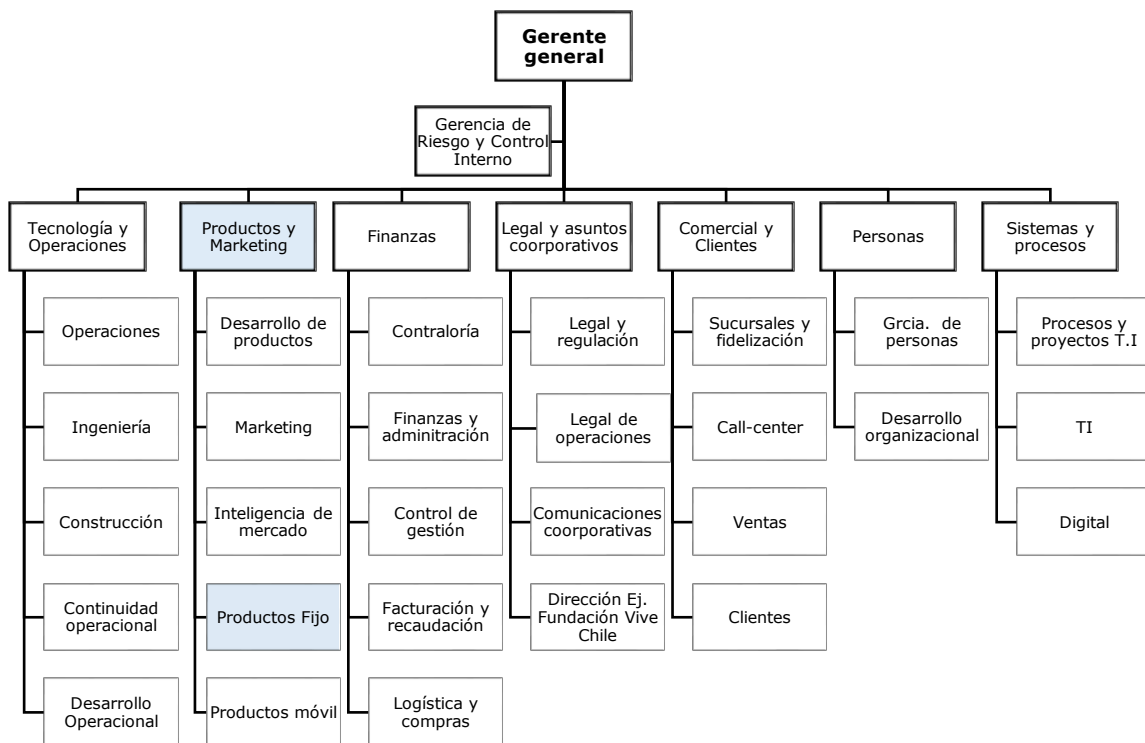 Gerente
general
Gerencia de
Riesgo y Control
Interno
Tecnología y
Operaciones
Productos y
Marketing
Finanzas
Legal y asuntos
coorporativos
Comercial y
Clientes
Personas
Sistemas y
procesos
Operaciones
Ingeniería
Construcción
Continuidad
operacional
Desarrollo
Operacional
Desarrollo de
productos
Marketing
Inteligencia de
mercado
Productos Fijo
Productos móvil
Contraloría
Finanzas y
adminitración
Control de
gestión
Facturación y
recaudación
Logística y
compras
Legal y
regulación
Legal de
operaciones
Comunicaciones
coorporativas
Dirección Ej.
Fundación Vive
Chile
Sucursales y
fidelización
Call-center
Ventas
Clientes
Grcia. de
personas
Desarrollo
organizacional
Procesos y
proyectos T.I
TI
Digital